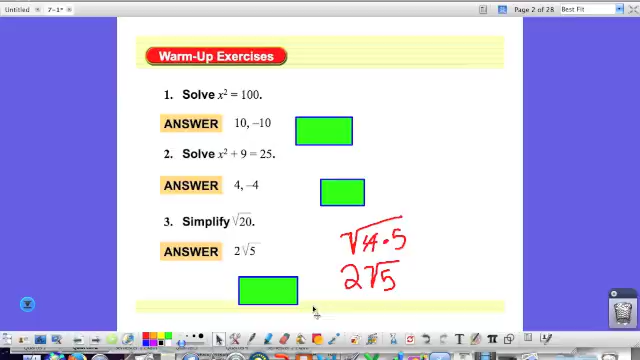 Untitled
7-1*
Page 2 of 28
Best Fit
Warm-Up Exercises
1. Solve x² = 100.
ANSWER 10, –10
2. Solve x² + 9 = 25.
ANSWER 4, –4
3. Simplify √20.
√4·5
ANSWER 2√5
2√5